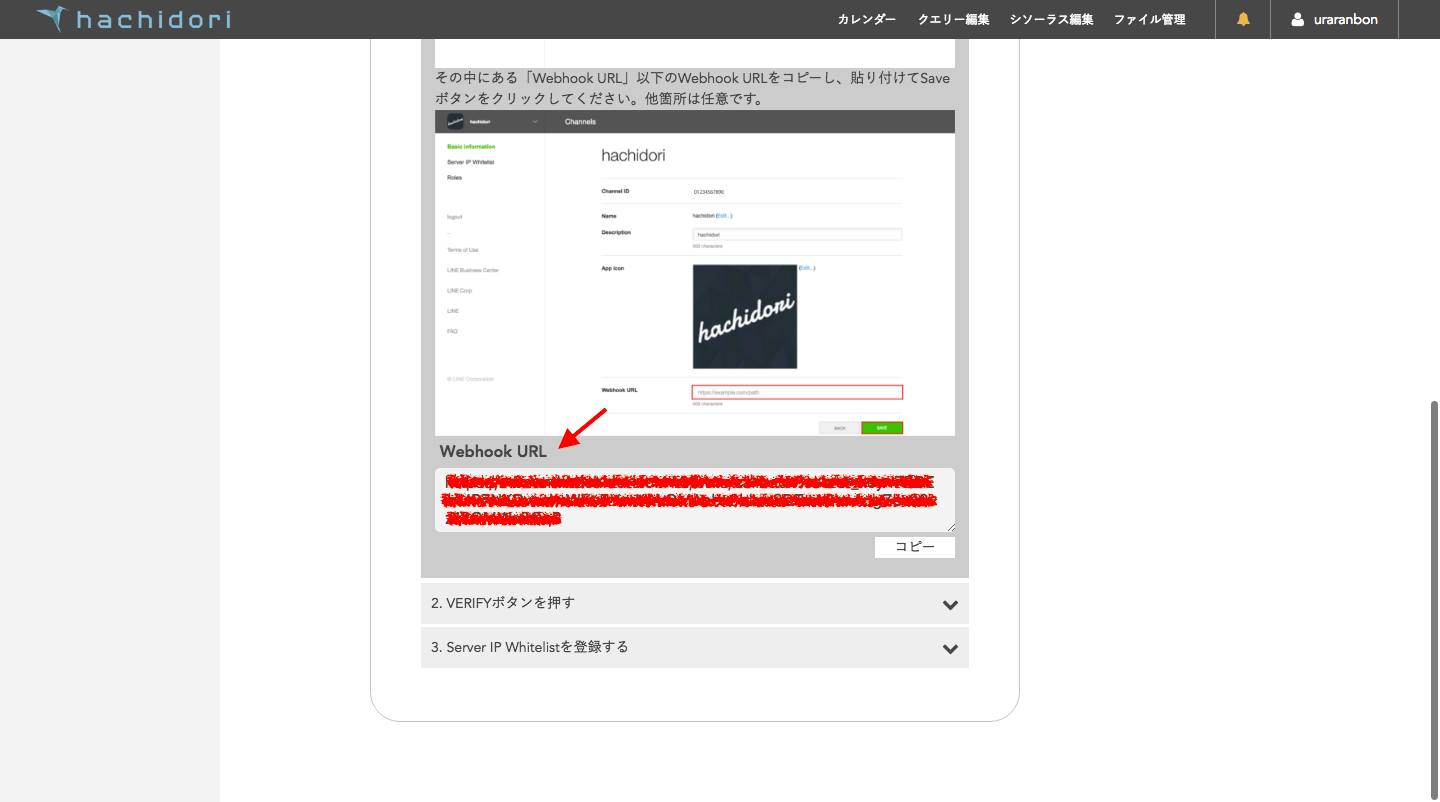 hachidori
カレンダー クエリー編集 シソーラス編集 ファイル管理 uraranbon
その中にある「Webhook URL」以下のWebhook URLをコピーし、貼り付けてSave
ボタンをクリックしてください。他箇所は任意です。
hachidori Channels
Basic information
Server IP Whitelist
Roles
logout
Terms of Use
LINE Business Center
LINE Corp
LINE
FAQ
© LINE Corporation
hachidori
Channel ID 01234567890
Name hachidori (Edit...)
Description hachidori
App icon (Edit...)
hachidori
Webhook URL https://example.com/path
BACK SAVE
Webhook URL
コピー
2. VERIFYボタンを押す
3. Server IP Whitelistを登録する